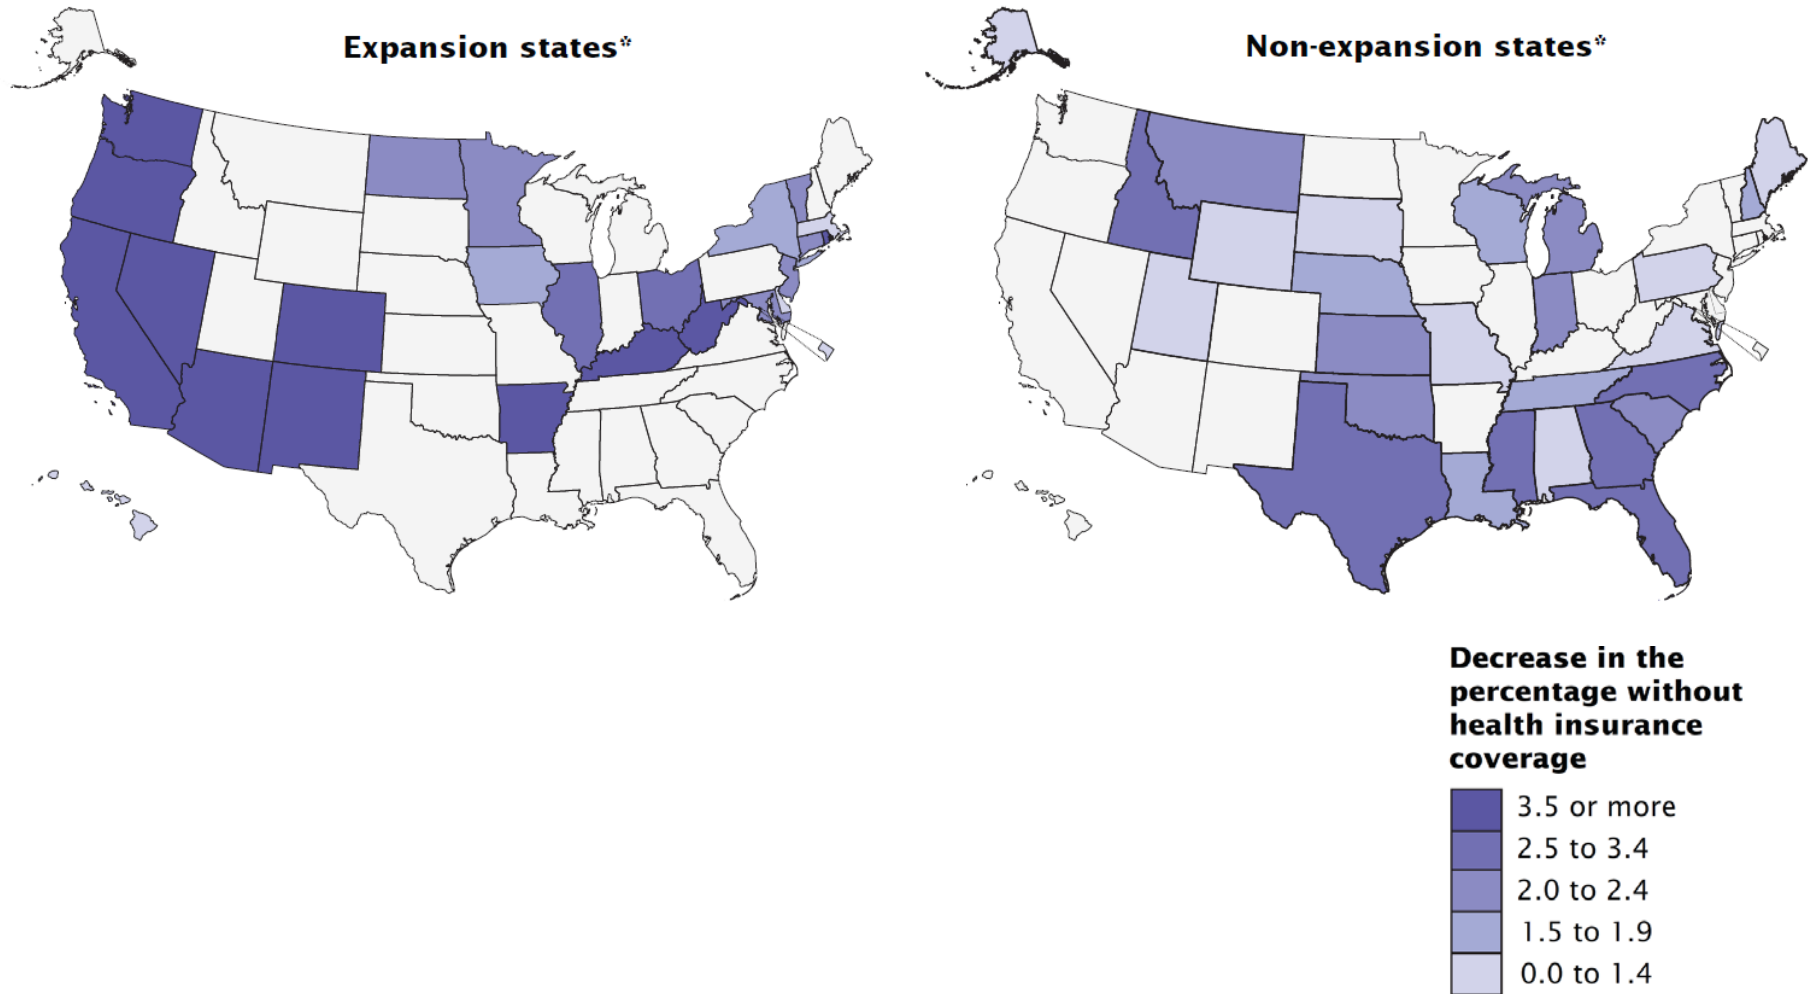 Expansion states*
Non-expansion states*
Decrease in the
percentage without
health insurance
coverage
3.5 or more
2.5 to 3.4
2.0 to 2.4
1.5 to 1.9
0.0 to 1.4